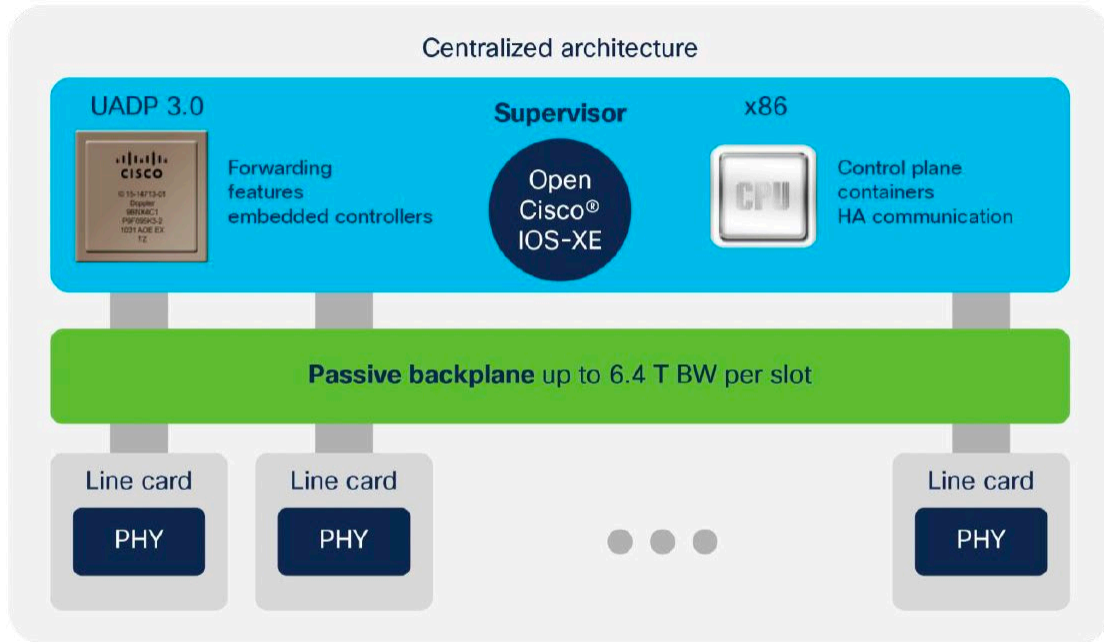 Centralized architecture
UADP 3.0
Supervisor
x86
CISCO
Doppler
Forwarding
features
embedded controllers
Open
Cisco®
IOS-XE
CPU
Control plane
containers
HA communication
Passive backplane up to 6.4 T BW per slot
Line card
PHY
Line card
PHY
Line card
PHY